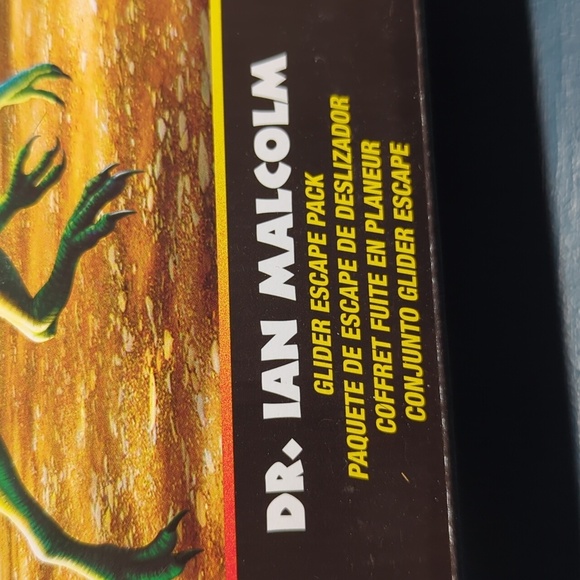 DR. IAN MALCOLM
GLIDER ESCAPE PACK
PAQUETE DE ESCAPE DE DESLIZADOR
COFFRET FUITE EN PLANEUR
CONJUNTO GLIDER ESCAPE